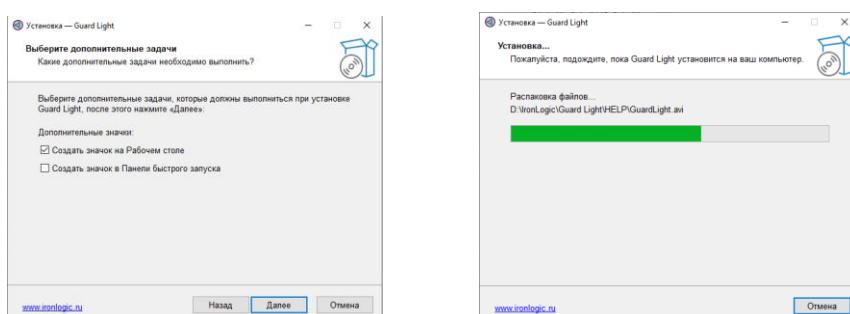 Установка — Guard Light
Выберите дополнительные задачи
Какие дополнительные задачи необходимо выполнить?
Выберите дополнительные задачи, которые должны выполниться при установке
Guard Light, после этого нажмите «Далее»:
Дополнительные значки:
Создать значок на Рабочем столе
Создать значок в Панели быстрого запуска
www.ironlogic.ru
Назад
Далее
Отмена
Установка — Guard Light
Установка...
Пожалуйста, подождите, пока Guard Light установится на ваш компьютер.
Распаковка файлов...
D:\IronLogic\Guard Light\HELP\GuardLight.avi
www.ironlogic.ru
Отмена